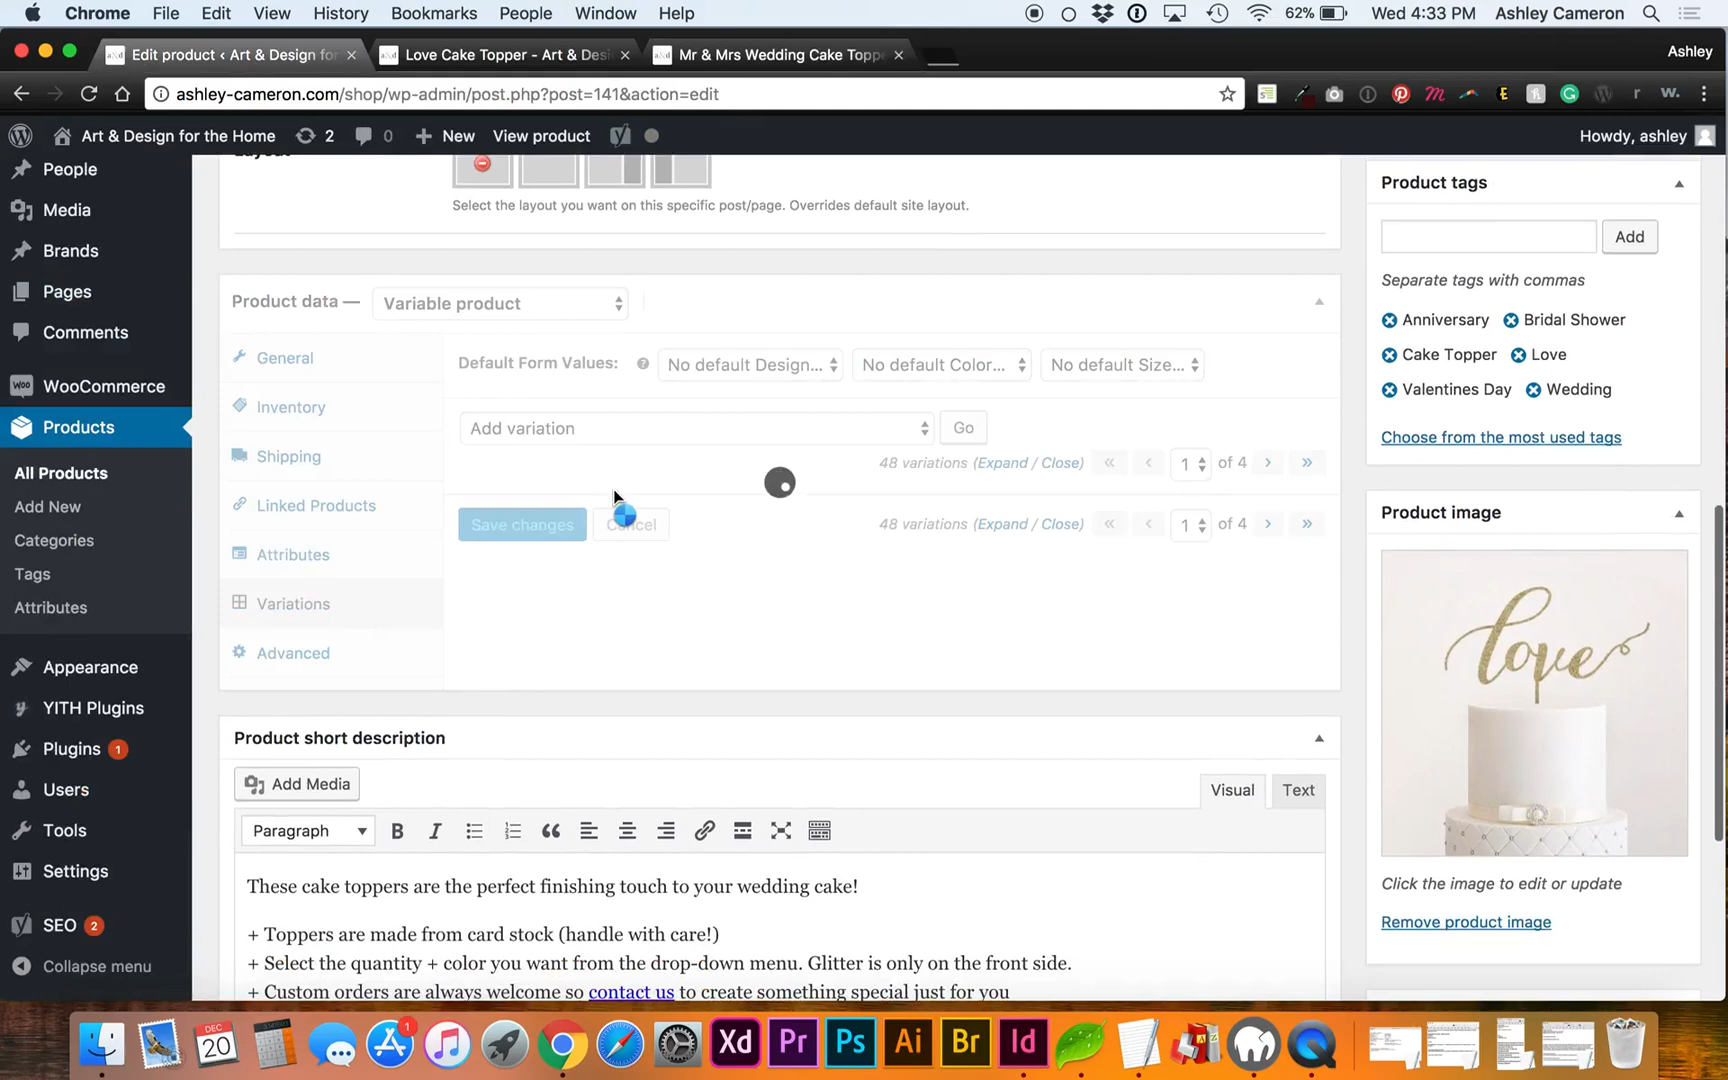 Chrome File Edit View History Bookmarks People Window Help 62% Wed 4:33 PM Ashley Cameron
Edit product ‹ Art & Design for Love Cake Topper - Art & Desi Mr & Mrs Wedding Cake Toppe Ashley
ashley-cameron.com/shop/wp-admin/post.php?post=141&action=edit
Art & Design for the Home 2 0 New View product Howdy, ashley
People
Media
Brands
Pages
Comments
WooCommerce
Products
All Products
Add New
Categories
Tags
Attributes
Appearance
YITH Plugins
Plugins 1
Users
Tools
Settings
SEO 2
Collapse menu
Select the layout you want on this specific post/page. Overrides default site layout.
Product data — Variable product
General
Inventory
Shipping
Linked Products
Attributes
Variations
Advanced
Default Form Values: No default Design... No default Color... No default Size...
Add variation Go
48 variations (Expand / Close) « ‹ 1 of 4 › »
Save changes Cancel 48 variations (Expand / Close) « ‹ 1 of 4 › »
Product short description
Add Media Visual Text
Paragraph
These cake toppers are the perfect finishing touch to your wedding cake!
+ Toppers are made from card stock (handle with care!)
+ Select the quantity + color you want from the drop-down menu. Glitter is only on the front side.
+ Custom orders are always welcome so contact us to create something special just for you
Product tags
Add
Separate tags with commas
Anniversary Bridal Shower
Cake Topper Love
Valentines Day Wedding
Choose from the most used tags
Product image
love
Click the image to edit or update
Remove product image
DEC
20
1
Xd Pr Ps Ai Br Id